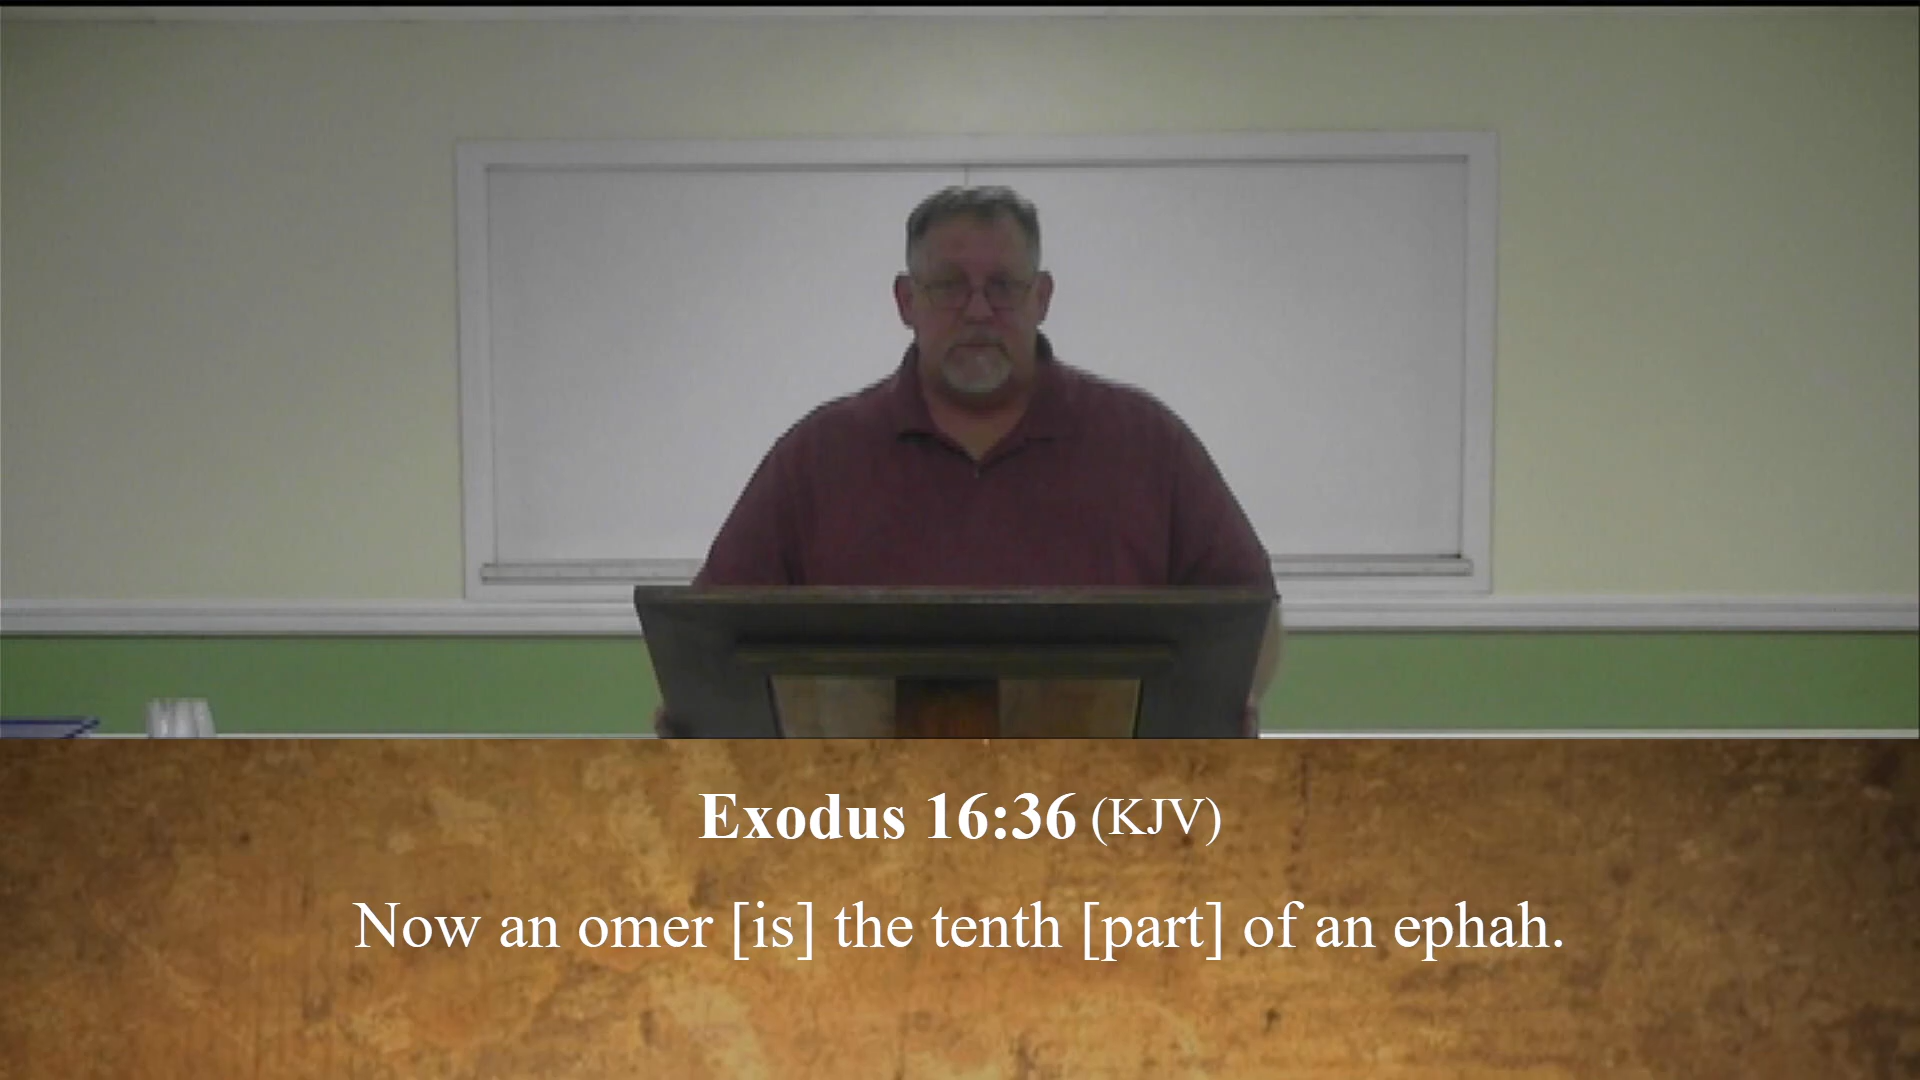 Exodus 16:36 (KJV)
Now an omer [is] the tenth [part] of an ephah.